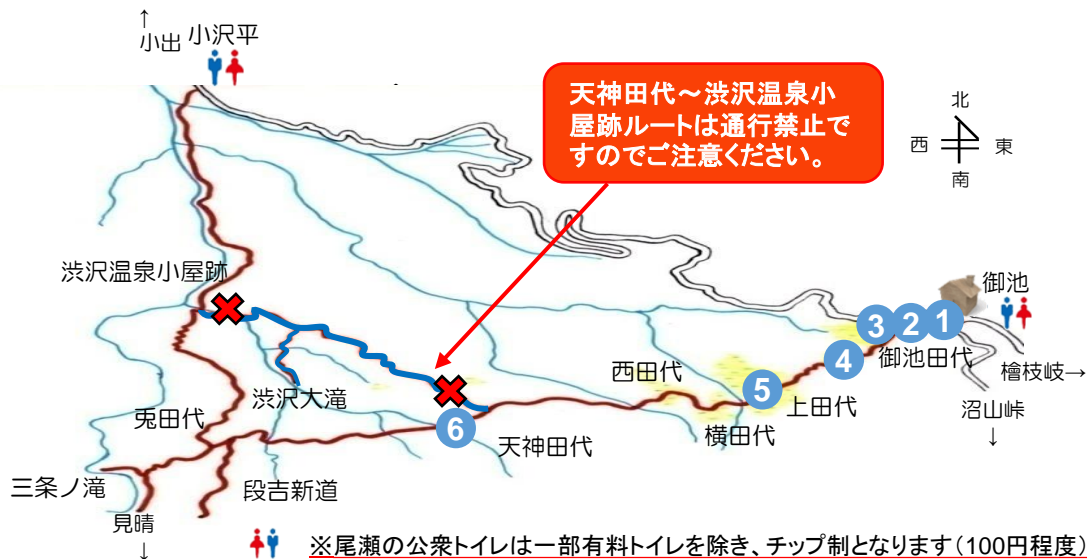 ↑
小出
小沢平
天神田代～渋沢温泉小
屋跡ルートは通行禁止で
すのでご注意ください。
北
西 東
南
渋沢温泉小屋跡
御池
3 2 1
御池田代
4
檜枝岐→
西田代
5
上田代
沼山峠
↓
渋沢大滝
兎田代
6
天神田代
横田代
三条ノ滝
段吉新道
見晴
↓
※尾瀬の公衆トイレは一部有料トイレを除き、チップ制となります（100円程度）